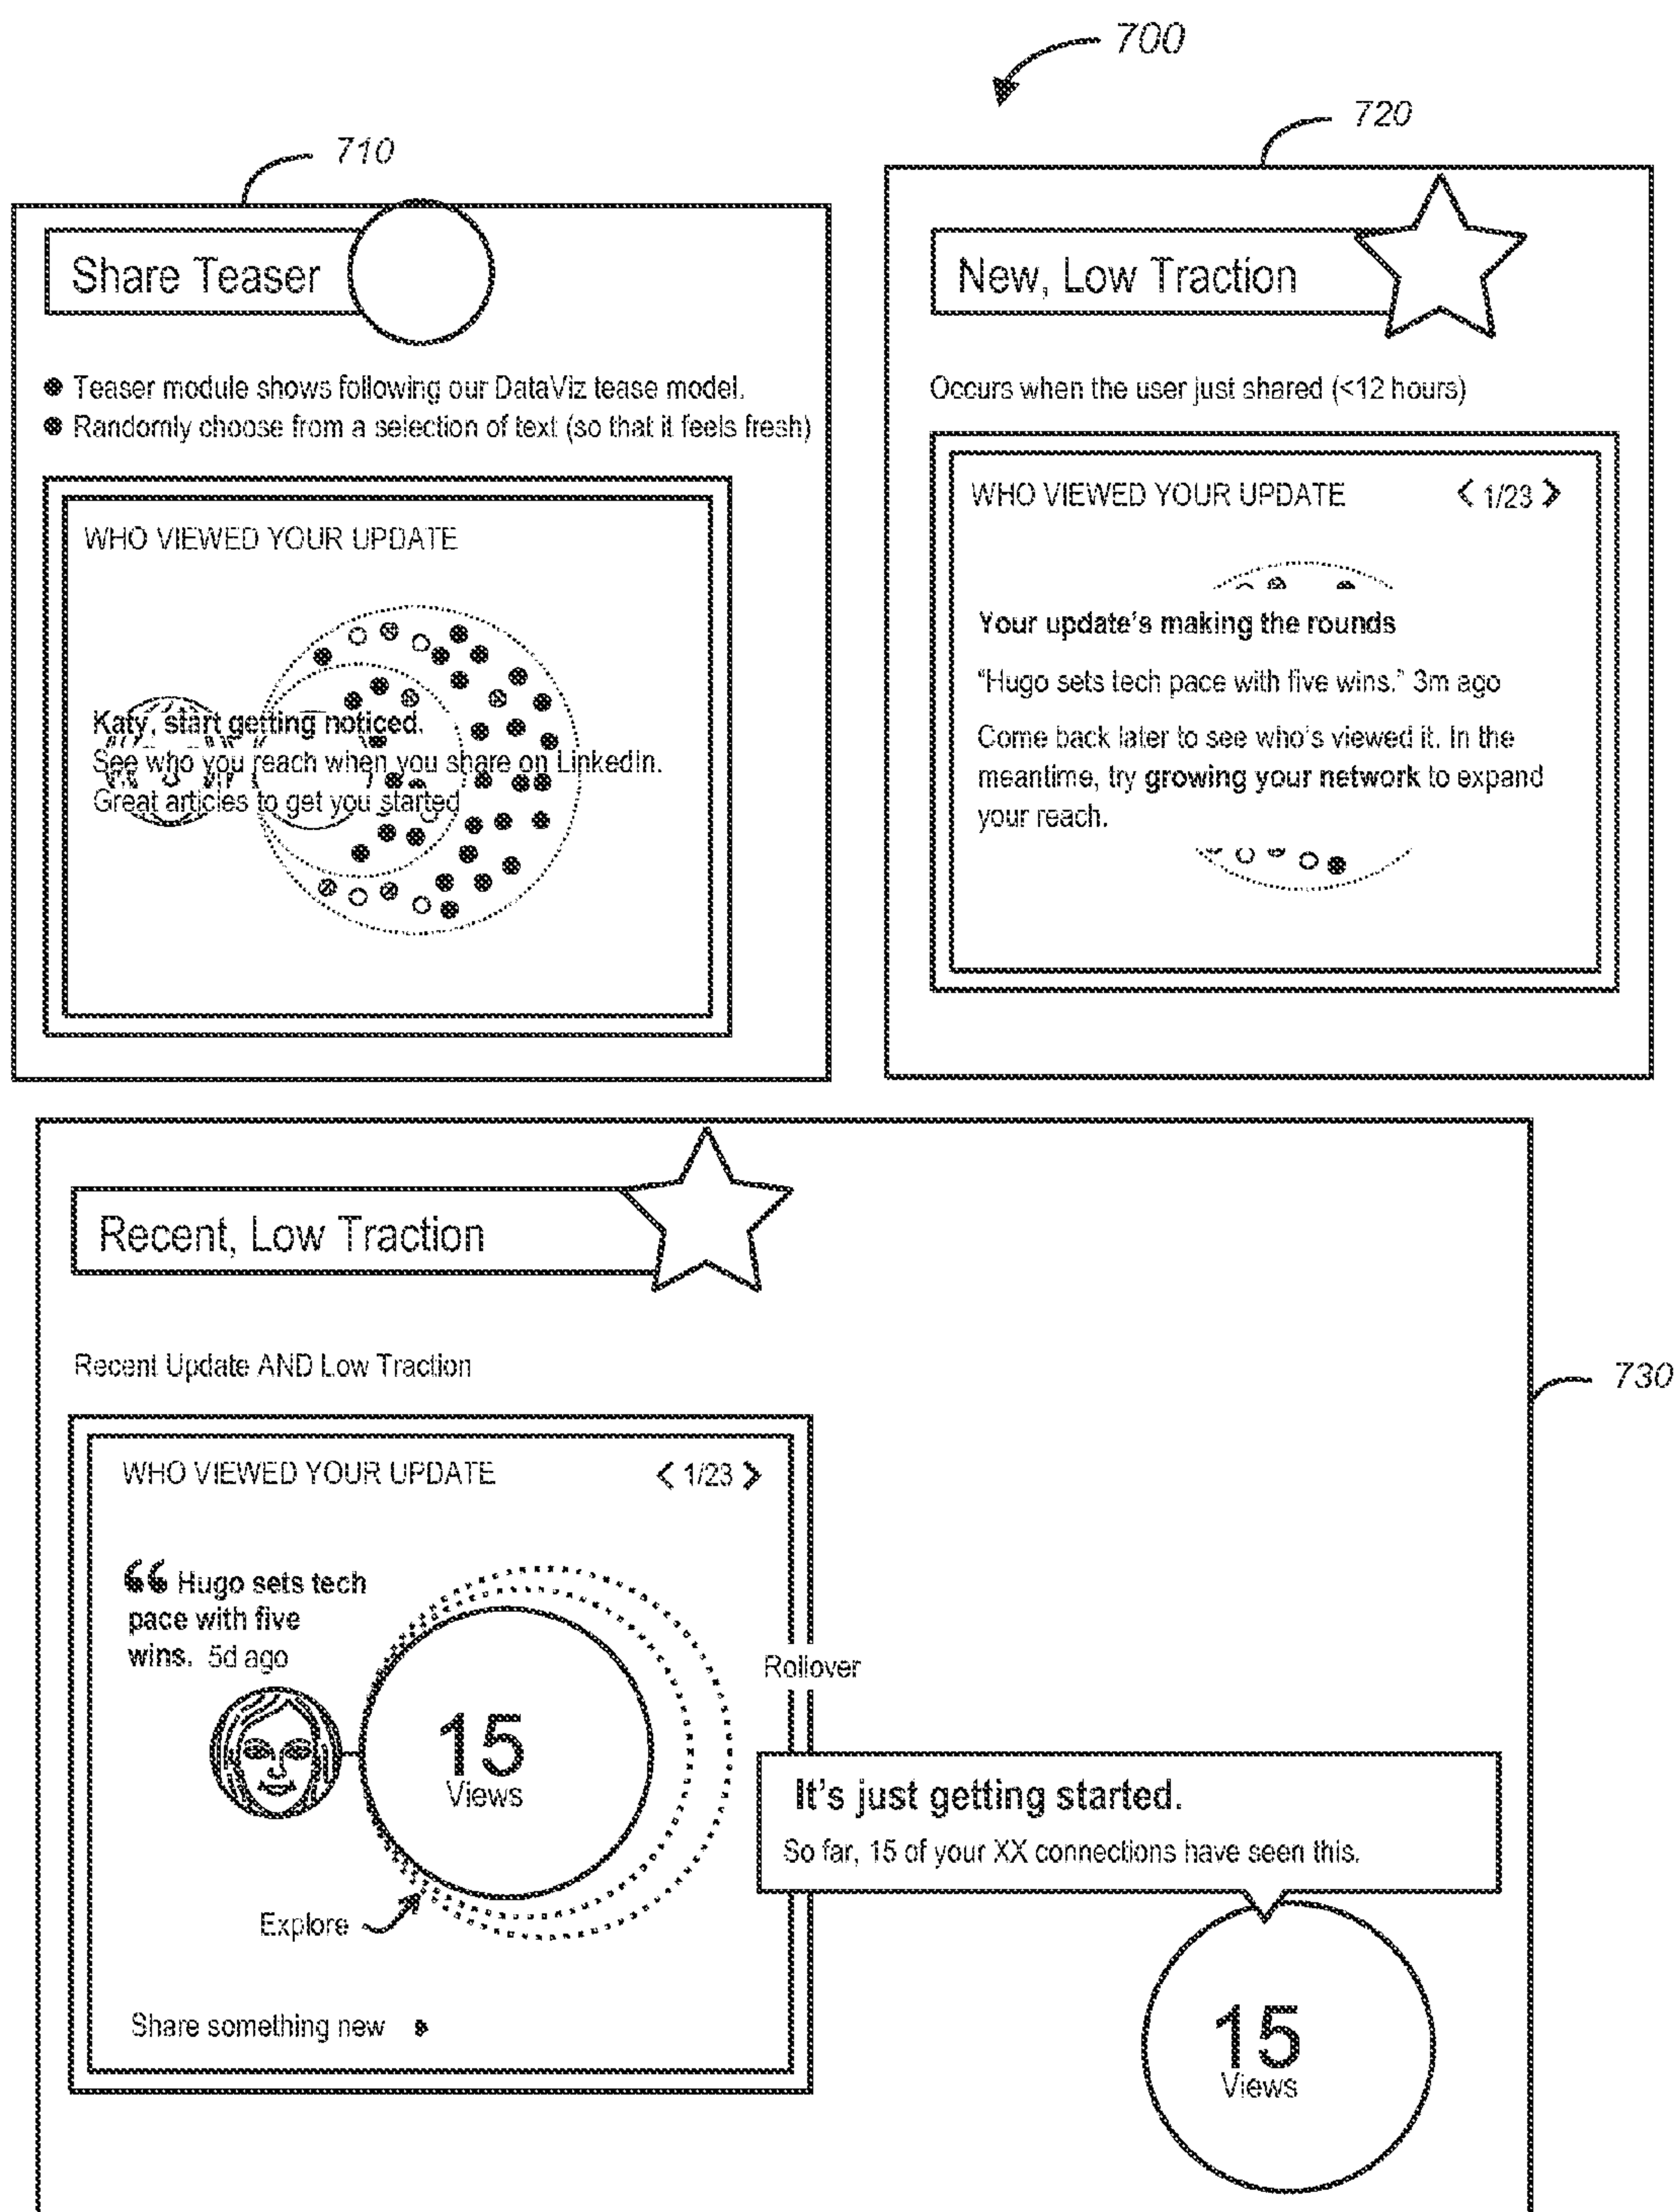 700
710
Share Teaser
Teaser module shows following our DataViz tease model.
Randomly choose from a selection of text (so that it feels fresh)
WHO VIEWED YOUR UPDATE
Katy, start getting noticed.
See who you reach when you share on LinkedIn.
Great articles to get you started
720
New, Low Traction
Occurs when the user just shared (<12 hours)
WHO VIEWED YOUR UPDATE < 1/23 >
Your update's making the rounds
"Hugo sets tech pace with five wins." 3m ago
Come back later to see who's viewed it. In the
meantime, try growing your network to expand
your reach.
730
Recent, Low Traction
Recent Update AND Low Traction
WHO VIEWED YOUR UPDATE < 1/23 >
“ Hugo sets tech
pace with five
wins. 5d ago
15
Views
Explore
Share something new
Rollover
It's just getting started.
So far, 15 of your XX connections have seen this.
15
Views